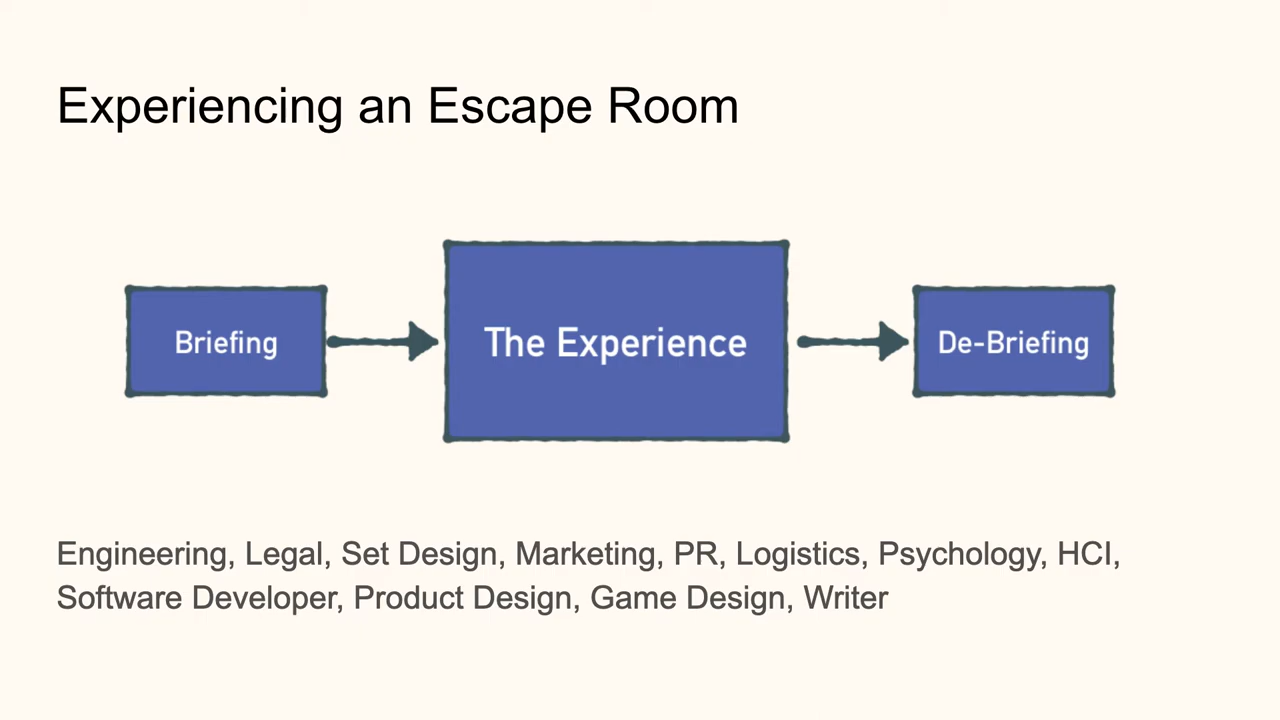 Experiencing an Escape Room
Briefing
The Experience
De-Briefing
Engineering, Legal, Set Design, Marketing, PR, Logistics, Psychology, HCI,
Software Developer, Product Design, Game Design, Writer